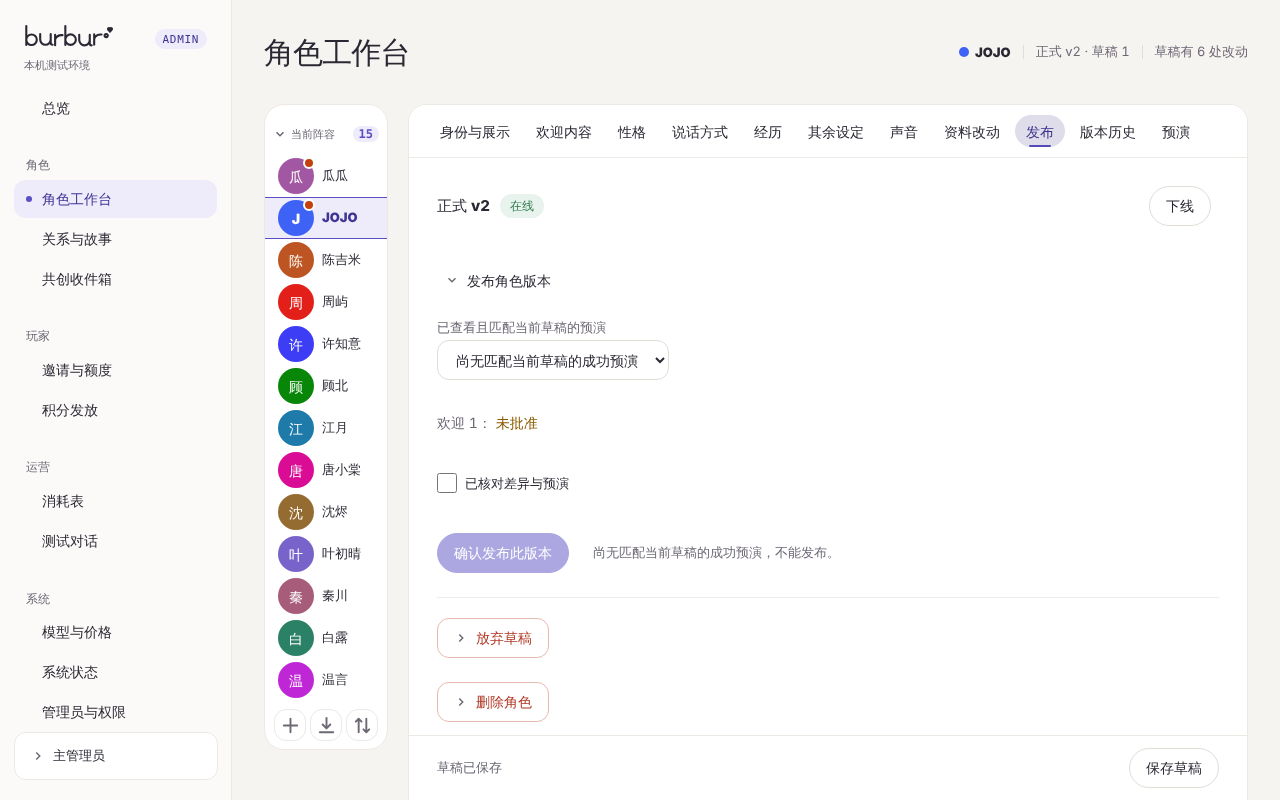 burbur
ADMIN
本机测试环境
总览
角色
角色工作台
关系与故事
共创收件箱
玩家
邀请与额度
积分发放
运营
消耗表
测试对话
系统
模型与价格
系统状态
管理员与权限
主管理员
角色工作台
JOJO
正式 v2 · 草稿 1
草稿有 6 处改动
当前阵容 15
瓜 瓜瓜
J JOJO
陈 陈吉米
周 周屿
许 许知意
顾 顾北
江 江月
唐 唐小棠
沈 沈烬
叶 叶初晴
秦 秦川
白 白露
温 温言
身份与展示 欢迎内容 性格 说话方式 经历 其余设定 声音 资料改动 发布 版本历史 预演
正式 v2 在线
下线
发布角色版本
已查看且匹配当前草稿的预演
尚无匹配当前草稿的成功预演
欢迎 1： 未批准
已核对差异与预演
确认发布此版本 尚无匹配当前草稿的成功预演，不能发布。
放弃草稿
删除角色
草稿已保存
保存草稿